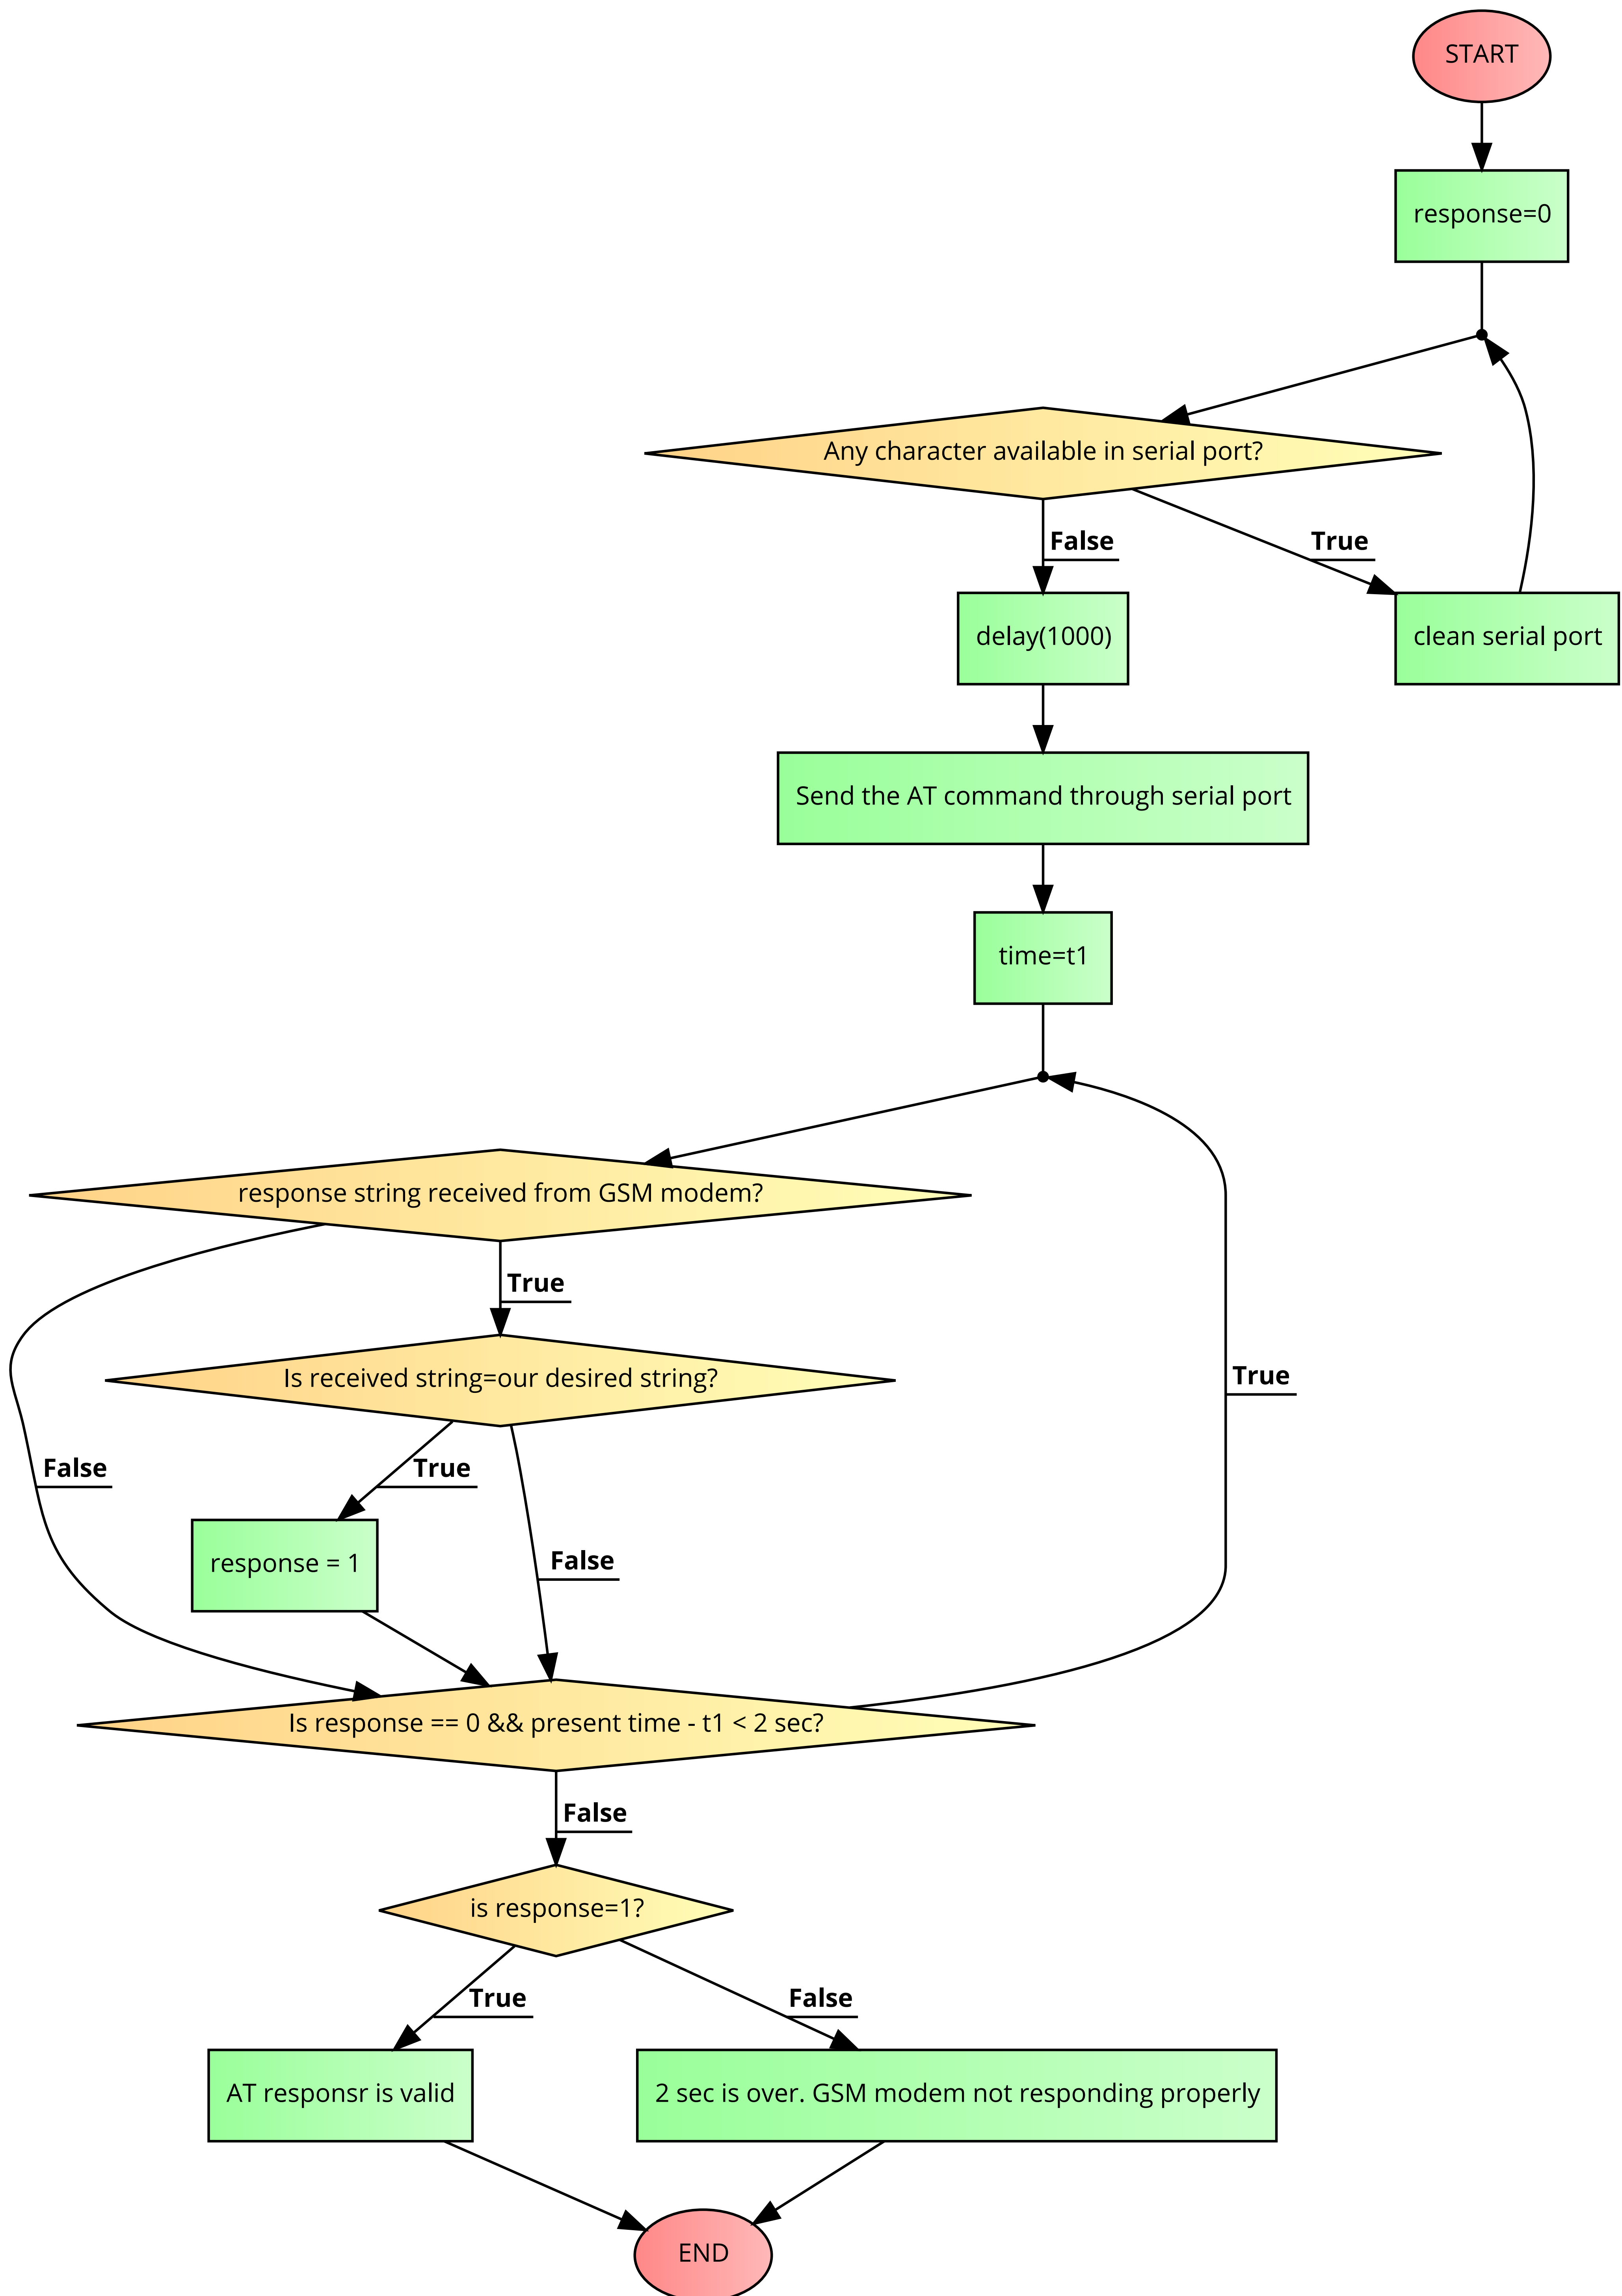 START
response=0
Any character available in serial port?
False
True
delay(1000)
clean serial port
Send the AT command through serial port
time=t1
response string received from GSM modem?
True
Is received string=our desired string?
True
False
True
False
response = 1
False
Is response == 0 && present time - t1 < 2 sec?
False
is response=1?
True
False
AT responsr is valid
2 sec is over. GSM modem not responding properly
END